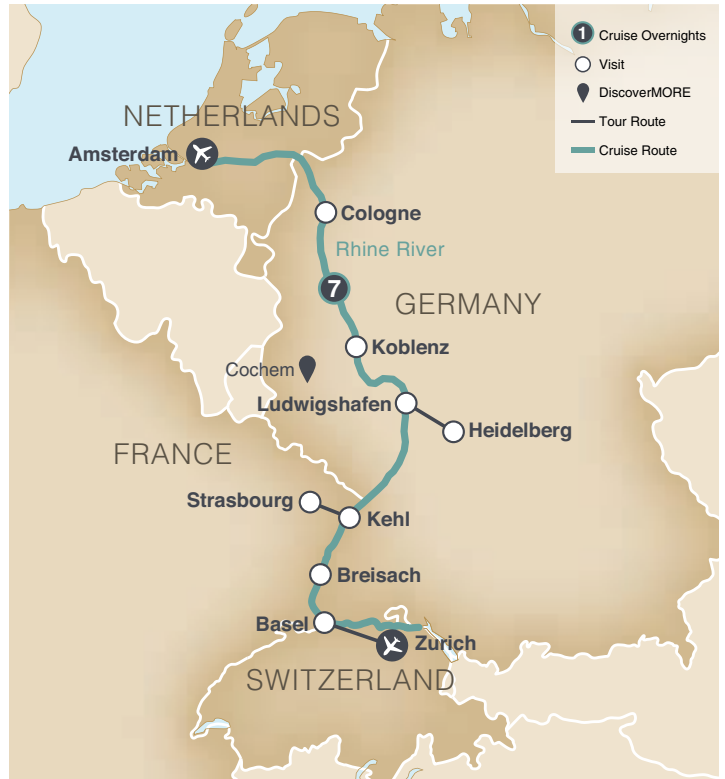 1 Cruise Overnights
Visit
DiscoverMORE
Tour Route
Cruise Route
NETHERLANDS
Amsterdam
Cologne
Rhine River
7
GERMANY
Koblenz
Cochem
Ludwigshafen
Heidelberg
FRANCE
Strasbourg
Kehl
Breisach
Basel
Zurich
SWITZERLAND